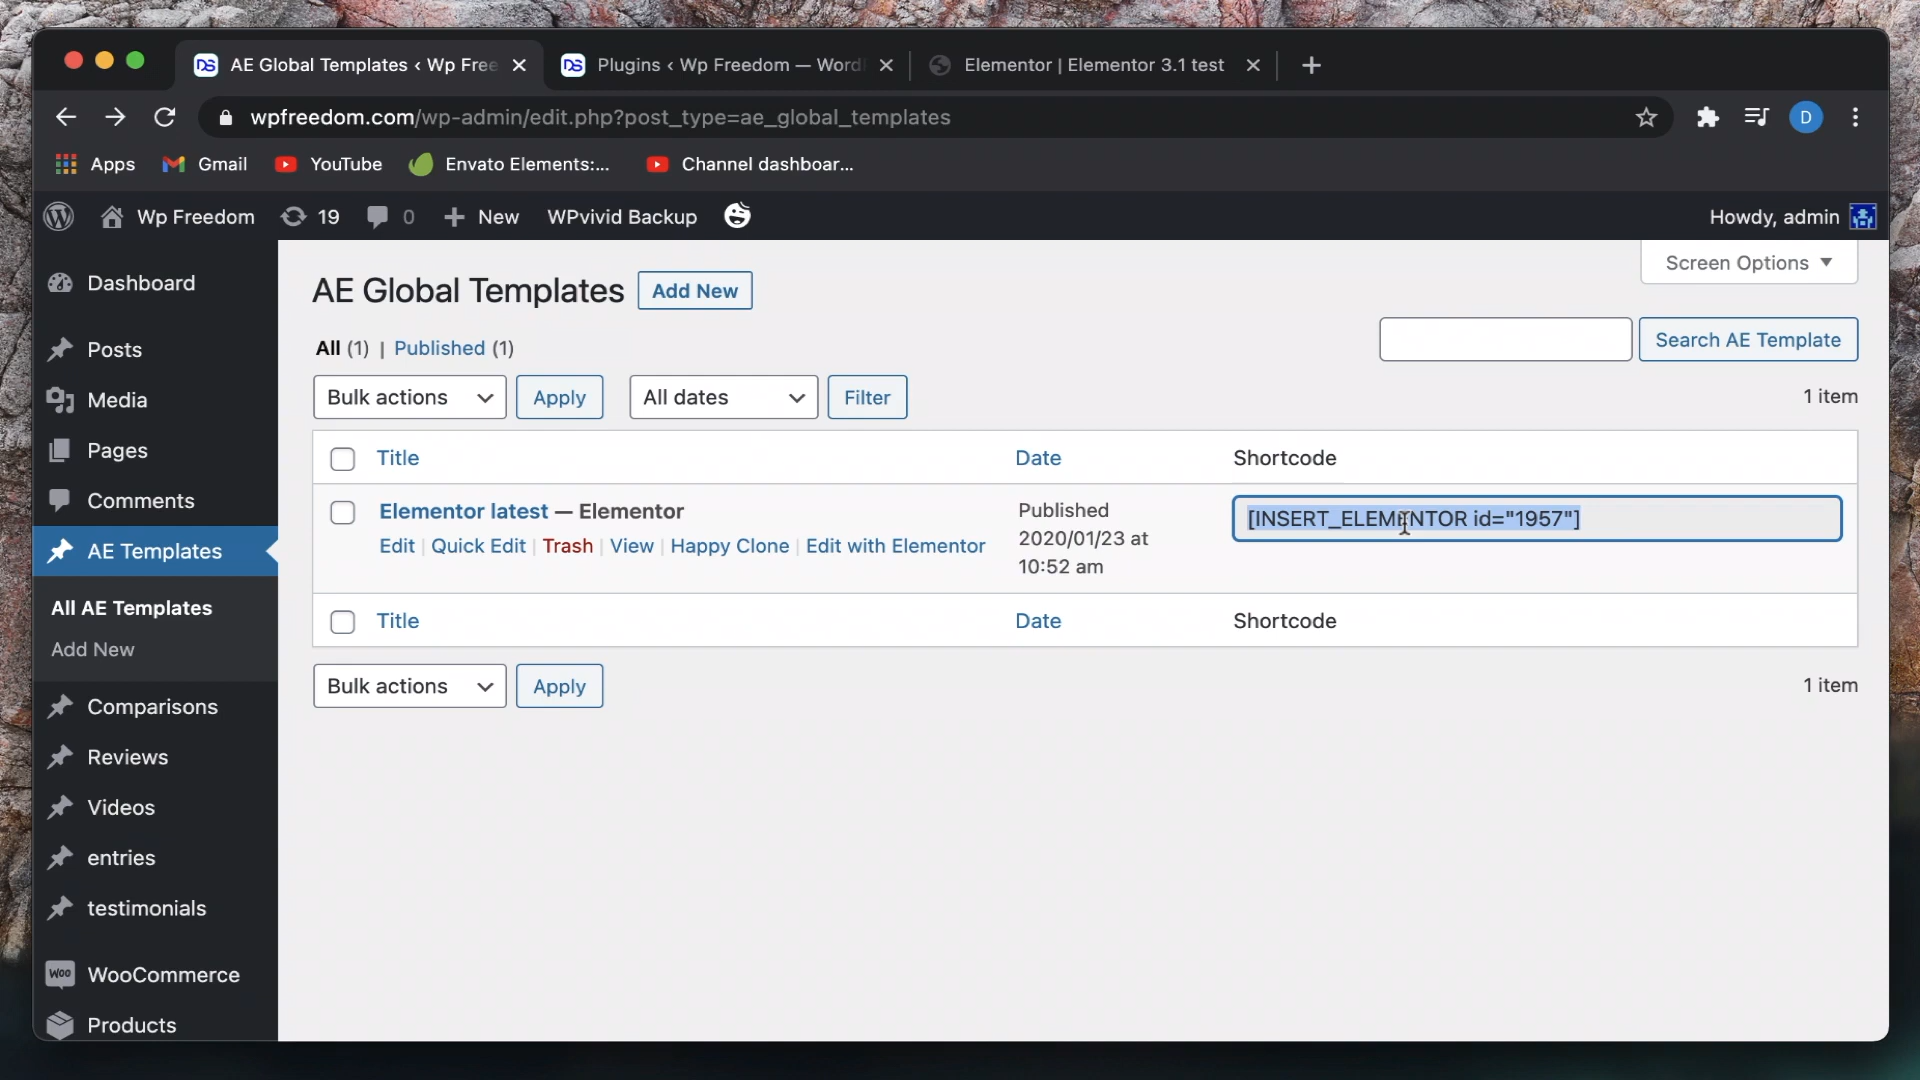 AE Global Templates ‹ Wp Free
Plugins ‹ Wp Freedom — Word
Elementor | Elementor 3.1 test
wpfreedom.com/wp-admin/edit.php?post_type=ae_global_templates
D
Apps
Gmail
YouTube
Envato Elements:...
Channel dashboar...
Wp Freedom
19
0
New
WPvivid Backup
Howdy, admin
Dashboard
Posts
Media
Pages
Comments
AE Templates
All AE Templates
Add New
Comparisons
Reviews
Videos
entries
testimonials
WooCommerce
Products
Screen Options
AE Global Templates
Add New
All (1) | Published (1)
Search AE Template
Bulk actions
Apply
All dates
Filter
1 item
Title
Date
Shortcode
Elementor latest — Elementor
Edit | Quick Edit | Trash | View | Happy Clone | Edit with Elementor
Published
2020/01/23 at
10:52 am
[INSERT_ELEMENTOR id="1957"]
Title
Date
Shortcode
Bulk actions
Apply
1 item